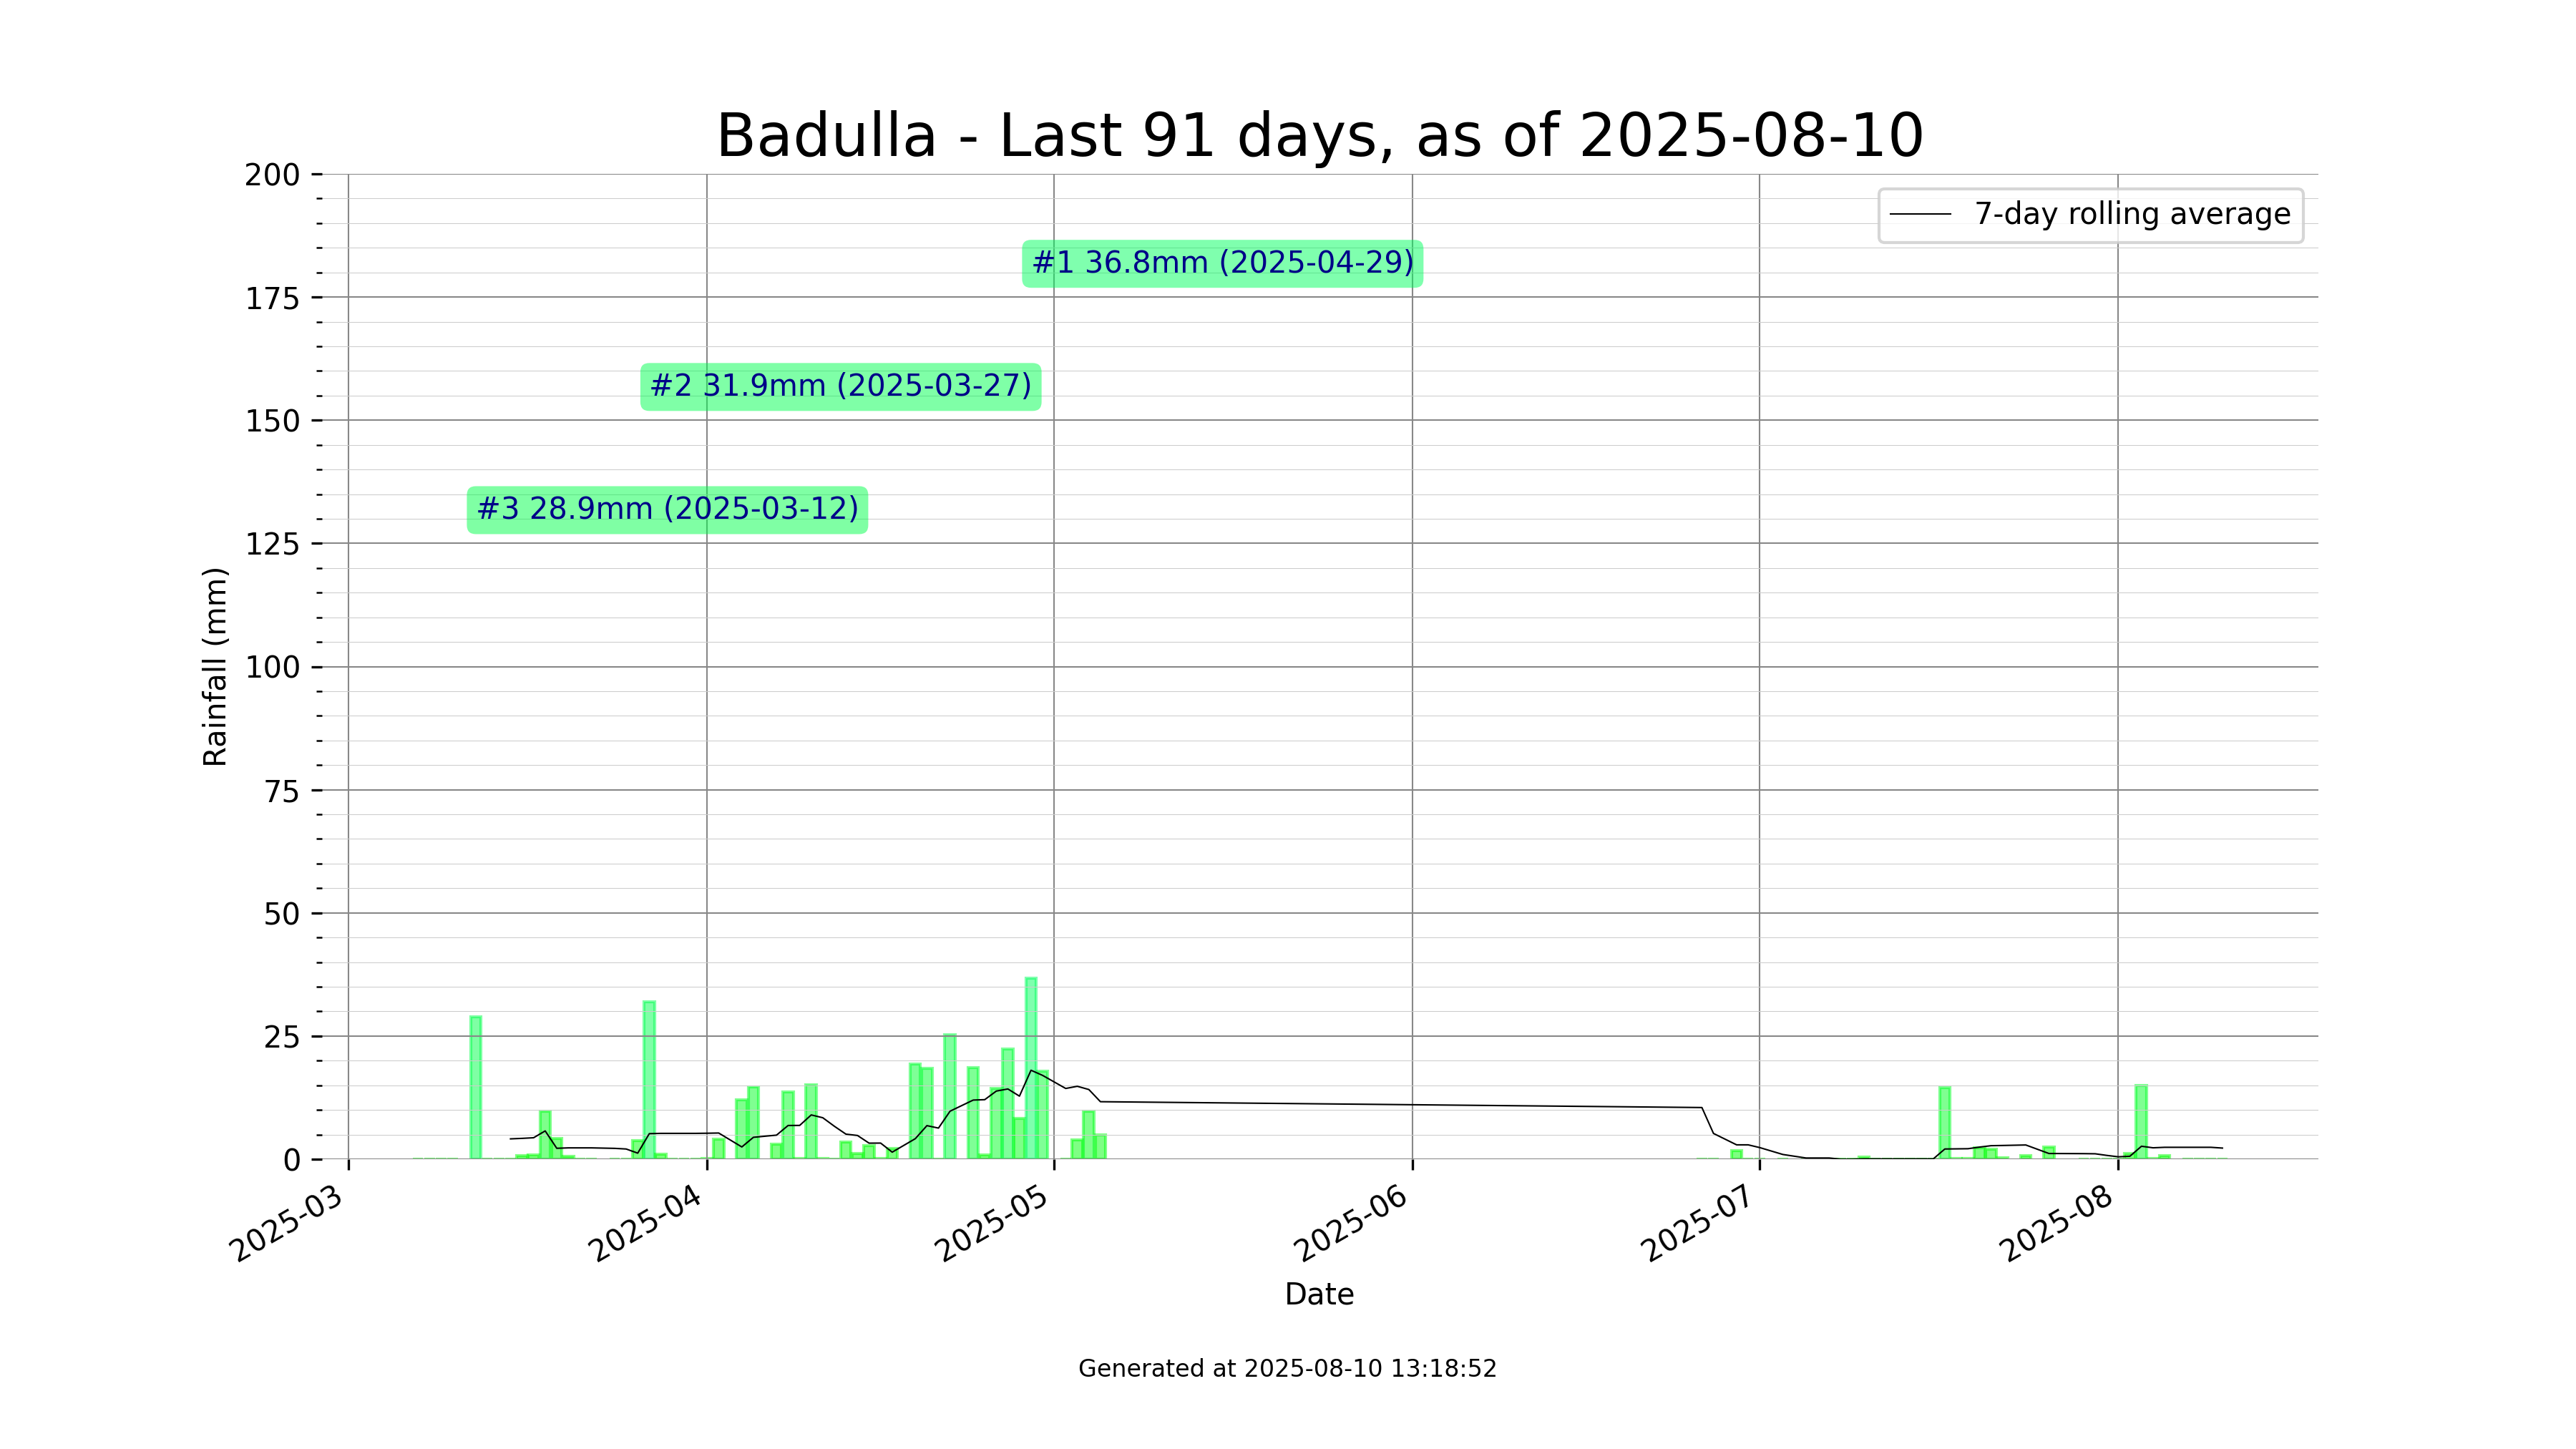 Badulla - Last 91 days, as of 2025-08-10
200
175
150
125
100
75
50
25
0
Rainfall (mm)
7-day rolling average
#1 36.8mm (2025-04-29)
#2 31.9mm (2025-03-27)
#3 28.9mm (2025-03-12)
2025-03
2025-04
2025-05
2025-06
2025-07
2025-08
Date
Generated at 2025-08-10 13:18:52